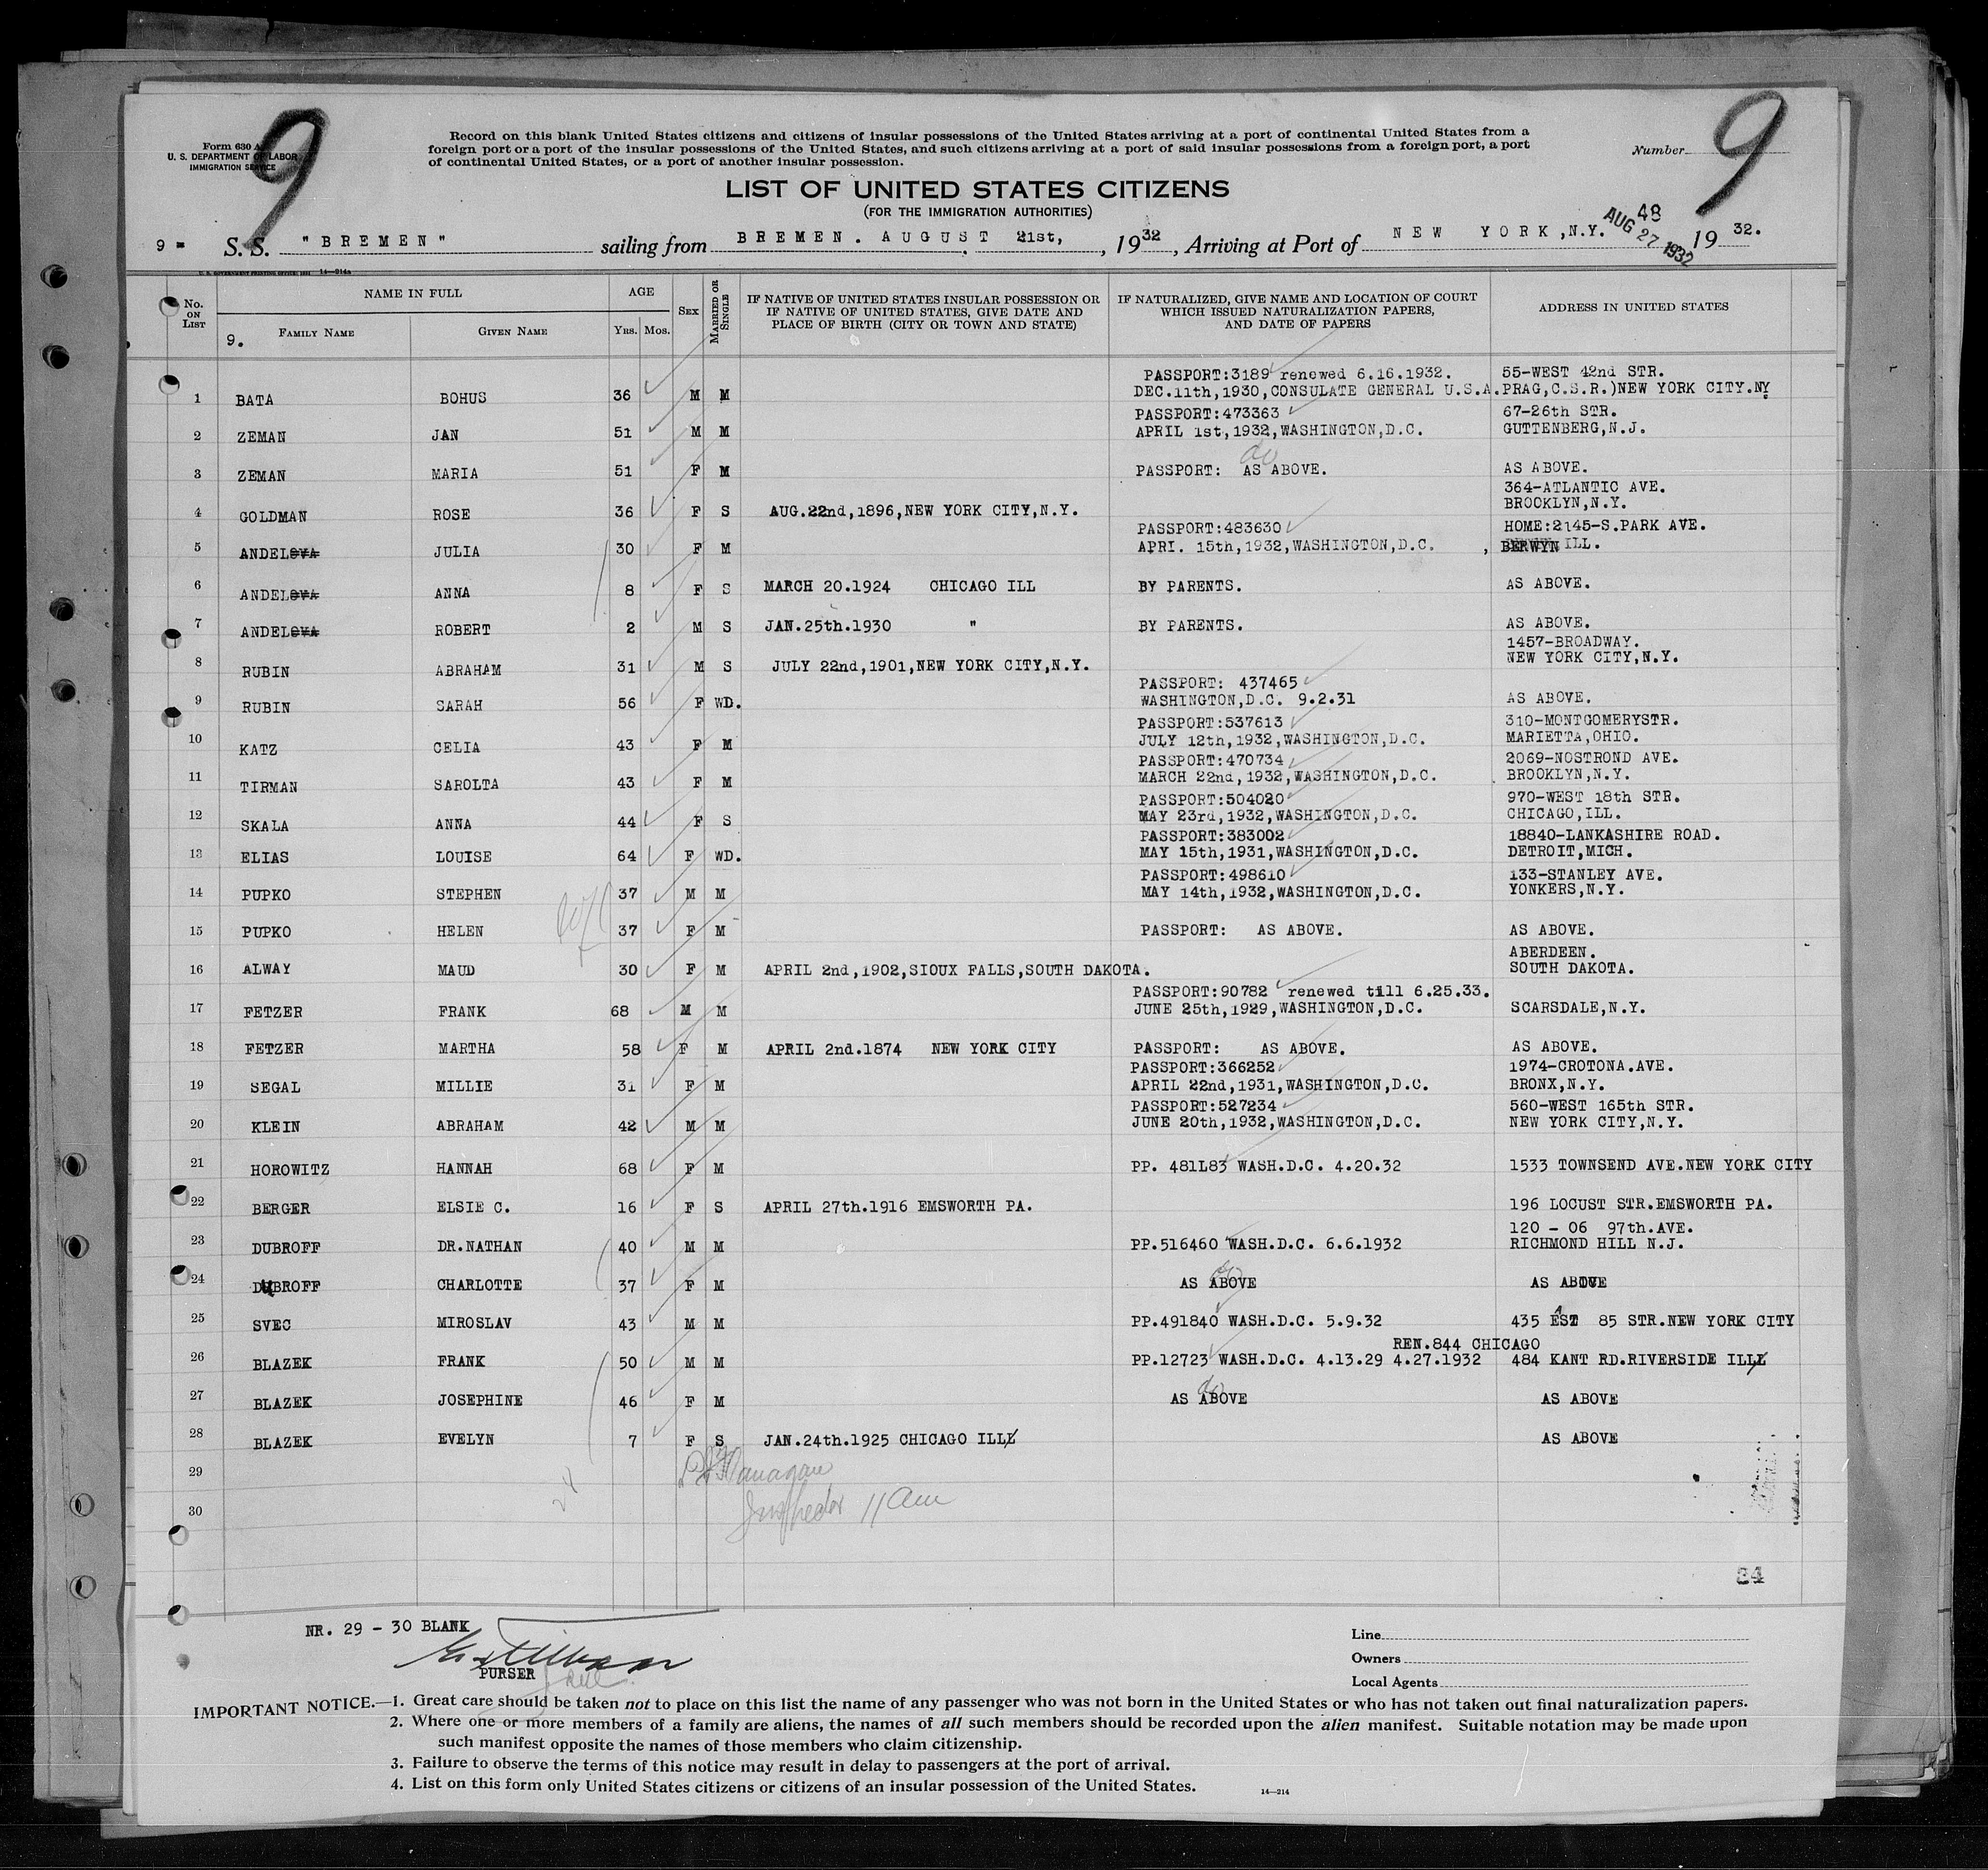 9
9
Form 630 A
U. S. DEPARTMENT OF LABOR
IMMIGRATION SERVICE
Record on this blank United States citizens and citizens of insular possessions of the United States arriving at a port of continental United States from a
foreign port or a port of the insular possessions of the United States, and such citizens arriving at a port of said insular possessions from a foreign port, a port
of continental United States, or a port of another insular possession.
Number
LIST OF UNITED STATES CITIZENS
(FOR THE IMMIGRATION AUTHORITIES)
48
AUG 27 1932
9 - S. S. "BREMEN" sailing from BREMEN. AUGUST 21st, , 19 32 , Arriving at Port of NEW YORK,N.Y. 19 32.
U. S. GOVERNMENT PRINTING OFFICE: 1931 14—214a
No. ON LIST NAME IN FULL AGE SEX MARRIED OR SINGLE IF NATIVE OF UNITED STATES INSULAR POSSESSION OR IF NATIVE OF UNITED STATES, GIVE DATE AND PLACE OF BIRTH (CITY OR TOWN AND STATE) IF NATURALIZED, GIVE NAME AND LOCATION OF COURT WHICH ISSUED NATURALIZATION PAPERS, AND DATE OF PAPERS ADDRESS IN UNITED STATES
9. FAMILY NAME GIVEN NAME YRS. MOS.
PASSPORT:3189 renewed 6.16.1932. 55-WEST 42nd STR.
1 BATA BOHUS 36 M M DEC.11th,1930,CONSULATE GENERAL U.S.A.PRAG,C.S.R.)NEW YORK CITY.NY.
PASSPORT:473363 67-26th STR.
2 ZEMAN JAN 51 M M APRIL 1st,1932,WASHINGTON,D.C. GUTTENBERG,N.J.
do
3 ZEMAN MARIA 51 F M PASSPORT: AS ABOVE. AS ABOVE.
364-ATLANTIC AVE.
4 GOLDMAN ROSE 36 F S AUG.22nd,1896,NEW YORK CITY,N.Y. BROOKLYN,N.Y.
PASSPORT:483630 HOME:2145-S.PARK AVE.
5 ANDELOVA JULIA 30 F M APRI. 15th,1932,WASHINGTON,D.C. , BERWYN ILL.
6 ANDELOVA ANNA 8 F S MARCH 20.1924 CHICAGO ILL BY PARENTS. AS ABOVE.
7 ANDELOVA ROBERT 2 M S JAN.25th.1930 " BY PARENTS. AS ABOVE.
1457-BROADWAY.
8 RUBIN ABRAHAM 31 M S JULY 22nd,1901,NEW YORK CITY,N.Y. NEW YORK CITY,N.Y.
PASSPORT: 437465
9 RUBIN SARAH 56 F WD. WASHINGTON,D.C. 9.2.31 AS ABOVE.
PASSPORT:537613 310-MONTGOMERYSTR.
10 KATZ CELIA 43 F M JULY 12th,1932,WASHINGTON,D.C. MARIETTA,OHIO.
PASSPORT:470734 2069-NOSTROND AVE.
11 TIRMAN SAROLTA 43 F M MARCH 22nd,1932,WASHINGTON,D.C. BROOKLYN,N.Y.
PASSPORT:504020 970-WEST 18th STR.
12 SKALA ANNA 44 F S MAY 23rd,1932,WASHINGTON,D.C. CHICAGO,ILL.
PASSPORT:383002 18840-LANKASHIRE ROAD.
13 ELIAS LOUISE 64 F WD. MAY 15th,1931,WASHINGTON,D.C. DETROIT,MICH.
PASSPORT:498610 133-STANLEY AVE.
14 PUPKO STEPHEN 37 M M MAY 14th,1932,WASHINGTON,D.C. YONKERS,N.Y.
15 PUPKO HELEN 37 F M PASSPORT: AS ABOVE. AS ABOVE.
ABERDEEN.
16 ALWAY MAUD 30 F M APRIL 2nd,1902,SIOUX FALLS,SOUTH DAKOTA. SOUTH DAKOTA.
PASSPORT:90782 renewed till 6.25.33.
17 FETZER FRANK 68 M M JUNE 25th,1929,WASHINGTON,D.C. SCARSDALE,N.Y.
18 FETZER MARTHA 58 F M APRIL 2nd.1874 NEW YORK CITY PASSPORT: AS ABOVE. AS ABOVE.
PASSPORT:366252 1974-CROTONA.AVE.
19 SEGAL MILLIE 31 F M APRIL 22nd,1931,WASHINGTON,D.C. BRONX,N.Y.
PASSPORT:527234 560-WEST 165th STR.
20 KLEIN ABRAHAM 42 M M JUNE 20th,1932,WASHINGTON,D.C. NEW YORK CITY,N.Y.
21 HOROWITZ HANNAH 68 F M PP. 481L83 WASH.D.C. 4.20.32 1533 TOWNSEND AVE.NEW YORK CITY
22 BERGER ELSIE C. 16 F S APRIL 27th.1916 EMSWORTH PA. 196 LOCUST STR.EMSWORTH PA.
120 - 06 97th.AVE.
23 DUBROFF DR.NATHAN 40 M M PP.516460 WASH.D.C. 6.6.1932 RICHMOND HILL N.J.
do
24 DUBROFF CHARLOTTE 37 F M AS ABOVE AS ABOVE
25 SVEC MIROSLAV 43 M M PP.491840 WASH.D.C. 5.9.32 435 EAST 85 STR.NEW YORK CITY
REN.844 CHICAGO
26 BLAZEK FRANK 50 M M PP.12723 WASH.D.C. 4.13.29 4.27.1932 484 KANT RD.RIVERSIDE ILL
do
27 BLAZEK JOSEPHINE 46 F M AS ABOVE AS ABOVE
28 BLAZEK EVELYN 7 F S JAN.24th.1925 CHICAGO ILL AS ABOVE
29 Flanagan
30 Inspector 11 am
84
NR. 29 - 30 BLANK
PURSER
Line
Owners
Local Agents
IMPORTANT NOTICE.—1. Great care should be taken not to place on this list the name of any passenger who was not born in the United States or who has not taken out final naturalization papers.
2. Where one or more members of a family are aliens, the names of all such members should be recorded upon the alien manifest. Suitable notation may be made upon
such manifest opposite the names of those members who claim citizenship.
3. Failure to observe the terms of this notice may result in delay to passengers at the port of arrival.
4. List on this form only United States citizens or citizens of an insular possession of the United States.
14—214